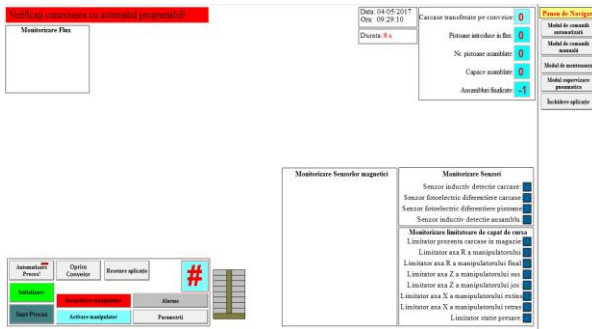 Verificați conexiunea cu automatul programabil!
Monitorizare Flux
Data: 04/05/2017
Ora: 09:29:10
Durata: 0 s
Carcase transferate pe conveior: 0
Pistoane introduse in flux: 0
Nr. pistoane asamblate: 0
Capace asamblate: 0
Ansambluri finalizate: -1
Panou de Navigar
Modul de comandă
automatizată
Modul de comandă
manuală
Modul de mentenanța
Modul supervizare
pneumatica
Închidere aplicație
Monitorizare Senzorilor magnetici
Monitorizare Senzori
Senzor inductiv detectie carcase:
Senzor fotoelectric diferentiere carcase:
Senzor fotoelectric diferentiere pistoane
Senzor inductiv detectie ansamblu:
Monitorizare limitatoare de capat de cursa
Limitator prezenta carcase in magazie
Limitator axa R a manipulatorului
Limitator axa R a manipulatorului final
Limitator axa Z a manipulatorului sus
Limitator axa Z a manipulatorului jos
Limitator axa X a manipulatorului extins
Limitator axa X a manipulatorului retras
Limitator statie presare:
Automatizare
Proces!
Oprire
Conveior
Resetare aplicație
#
Initializare
Dezactivare manipulator
Alarme
Start Proces
Activare manipulator
Parametrii